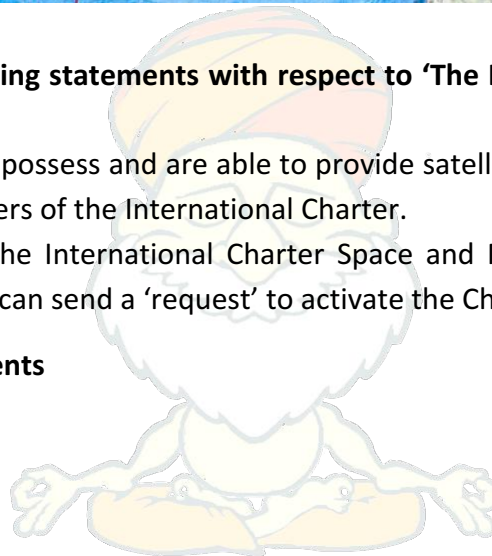 ing statements with respect to ‘The
possess and are able to provide satell
ers of the International Charter.
he International Charter Space and
can send a ‘request’ to activate the Ch
ents